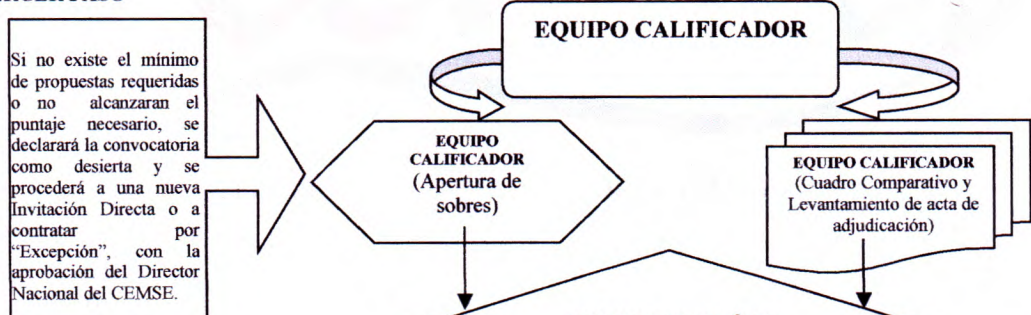 EQUIPO CALIFICADOR
Si no existe el mínimo
de propuestas requeridas
o no alcanzaran el
puntaje necesario, se
declarará la convocatoria
como desierta y se
procederá a una nueva
Invitación Directa o a
contratar por
“Excepción”, con la
aprobación del Director
Nacional del CEMSE.
EQUIPO
CALIFICADOR
(Apertura de
sobres)
EQUIPO CALIFICADOR
(Cuadro Comparativo y
Levantamiento de acta de
adjudicación)